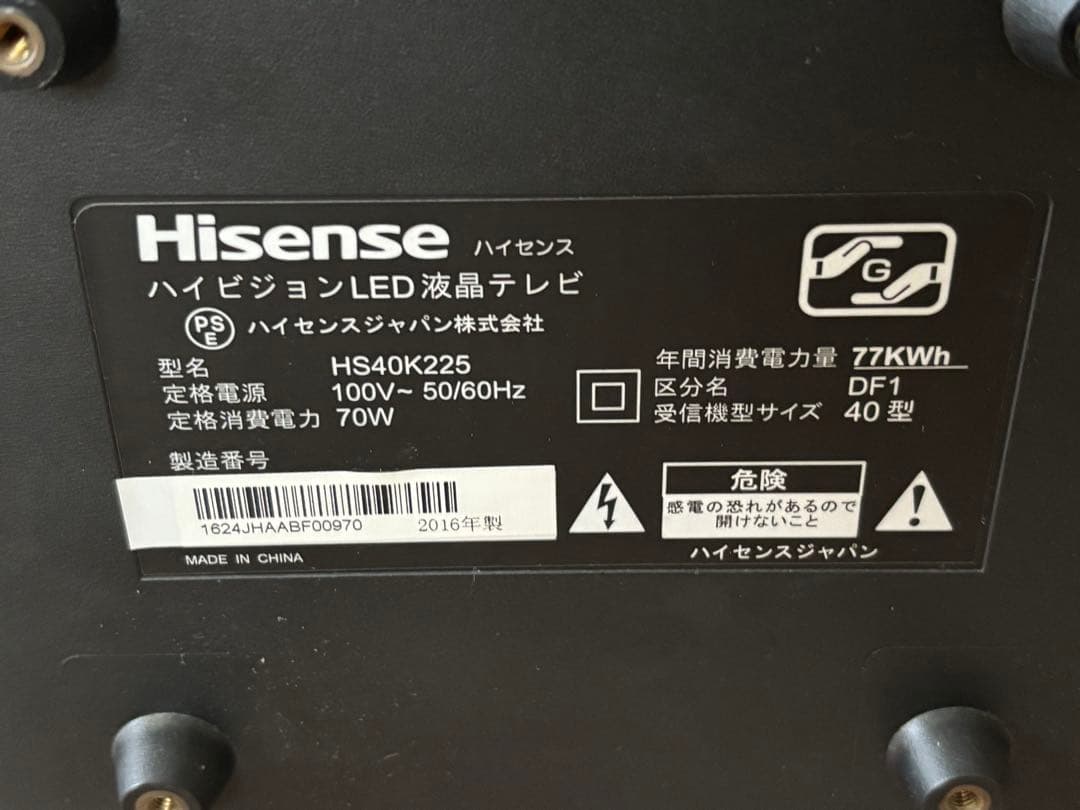 Hisense ハイセンス
ハイビジョンLED液晶テレビ
PSE ハイセンスジャパン株式会社
G
型名 HS40K225
定格電源 100V~ 50/60Hz
定格消費電力 70W
年間消費電力量 77KWh
区分名 DF1
受信機型サイズ 40型
製造番号
1624JHAABF00970 2016年製
MADE IN CHINA
危険
感電の恐れがあるので
開けないこと
ハイセンスジャパン